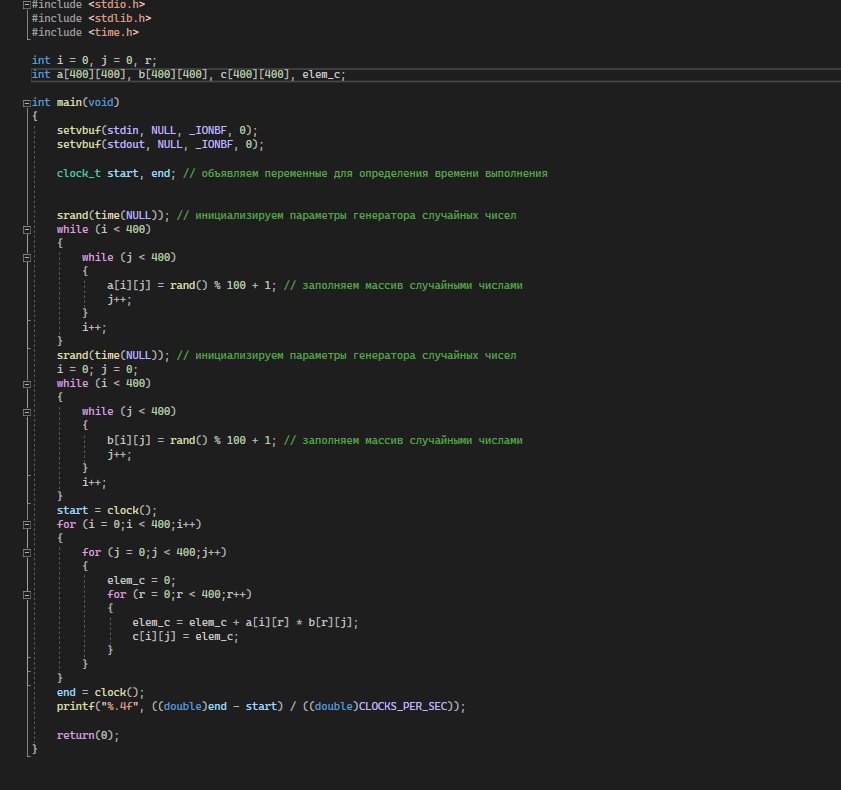 #include <stdio.h>
#include <stdlib.h>
#include <time.h>
int i = 0, j = 0, r;
int a[400][400], b[400][400], c[400][400], elem_c;
int main(void)
{
setvbuf(stdin, NULL, _IONBF, 0);
setvbuf(stdout, NULL, _IONBF, 0);
clock_t start, end; // объявляем переменные для определения времени выполнения
srand(time(NULL)); // инициализируем параметры генератора случайных чисел
while (i < 400)
{
while (j < 400)
{
a[i][j] = rand() % 100 + 1; // заполняем массив случайными числами
j++;
}
i++;
}
srand(time(NULL)); // инициализируем параметры генератора случайных чисел
i = 0; j = 0;
while (i < 400)
{
while (j < 400)
{
b[i][j] = rand() % 100 + 1; // заполняем массив случайными числами
j++;
}
i++;
}
start = clock();
for (i = 0;i < 400;i++)
{
for (j = 0;j < 400;j++)
{
elem_c = 0;
for (r = 0;r < 400;r++)
{
elem_c = elem_c + a[i][r] * b[r][j];
c[i][j] = elem_c;
}
}
}
end = clock();
printf("%.4f", ((double)end - start) / ((double)CLOCKS_PER_SEC));
return(0);
}